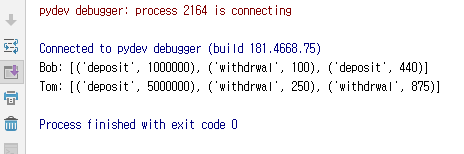 pydev debugger: process 2164 is connecting
Connected to pydev debugger (build 181.4668.75)
Bob: [('deposit', 1000000), ('withdrwal', 100), ('deposit', 440)]
Tom: [('deposit', 5000000), ('withdrwal', 250), ('withdrwal', 875)]
Process finished with exit code 0